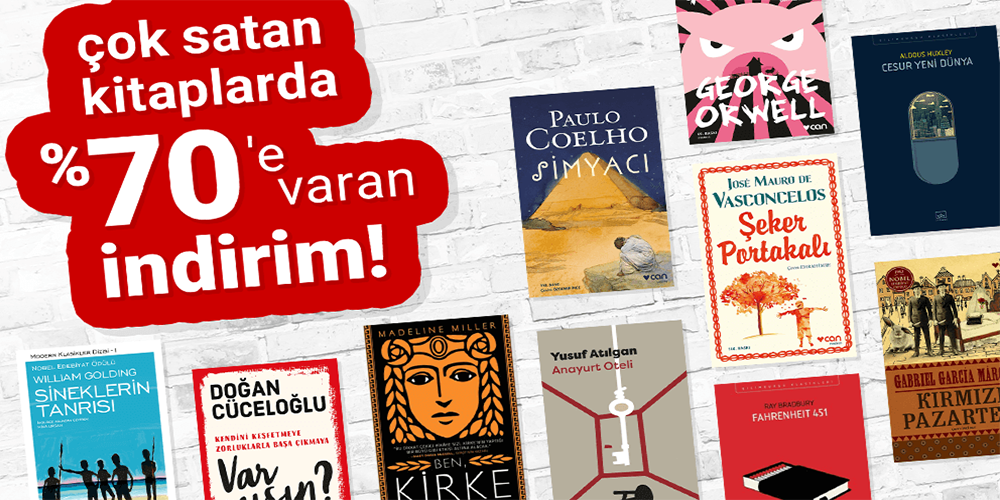 çok satan
kitaplarda
%70'e
varan
indirim!
PAULO
COELHO
SİMYACI
can
GEORGE
ORWELL
can
ALDOUS HUXLEY
CESUR YENİ DÜNYA
JOSÉ MAURO DE
VASCONCELOS
Şeker
Portakalı
can
NOBEL
GABRIEL GARCÍA MÁR
KIRMIZI
PAZARTE
MODERN KLASİKLER DİZİSİ - 1
NOBEL EDEBİYAT ÖDÜLÜ
WILLIAM GOLDING
SİNEKLERİN
TANRISI
DOĞAN
CÜCELOĞLU
KENDİNİ KEŞFETMEYE
ZORLUKLARLA BAŞA ÇIKMAYA
Var
mısın?
MADELINE MILLER
BEN,
KİRKE
Yusuf Atılgan
Anayurt Oteli
RAY BRADBURY
FAHRENHEIT 451